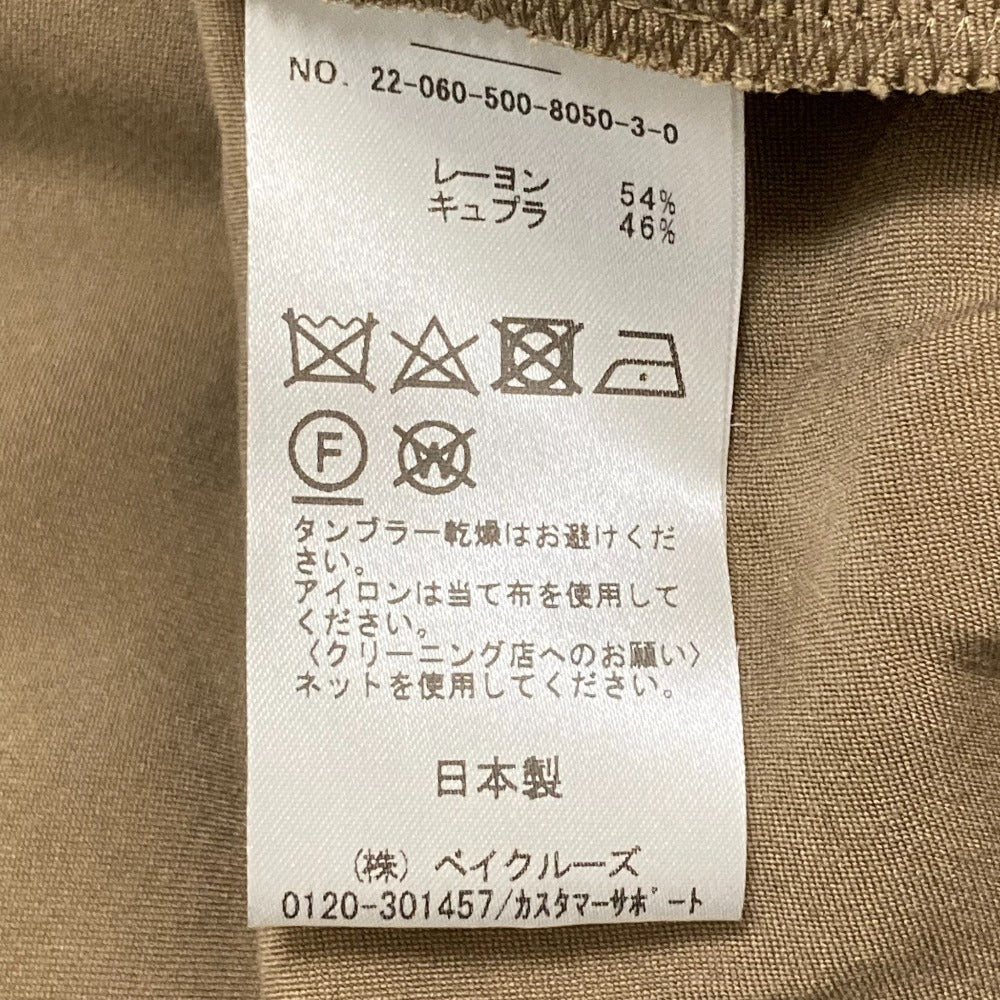 NO. 22-060-500-8050-3-0
レーヨン 54%
キュプラ 46%
F
W
タンブラー乾燥はお避けくだ
さい。
アイロンは当て布を使用して
ください。
〈クリーニング店へのお願い〉
ネットを使用してください。
日本製
(株) ベイクルーズ
0120-301457/カスタマーサポート